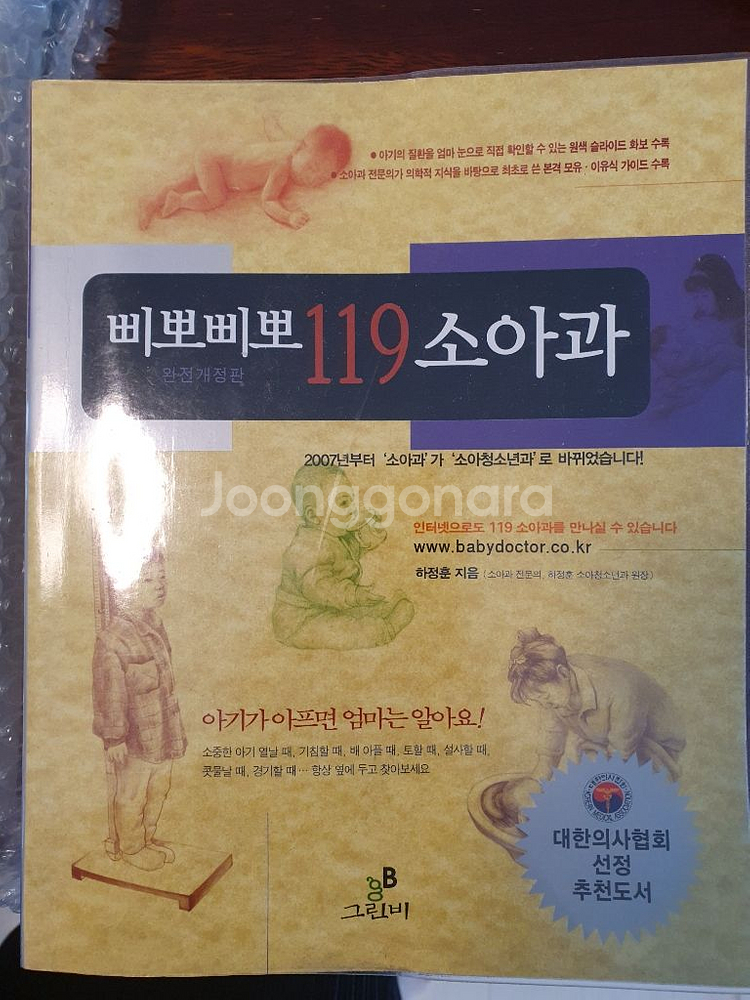 ● 아기의 질환을 엄마 눈으로 직접 확인할 수 있는 원색 슬라이드 화보 수록
● 소아과 전문의가 의학적 지식을 바탕으로 최초로 쓴 본격 모유 · 이유식 가이드 수록
삐뽀삐뽀 119 소아과
완전개정판
2007년부터 '소아과'가 '소아청소년과'로 바뀌었습니다!
Joonggonara
인터넷으로도 119 소아과를 만나실 수 있습니다
www.babydoctor.co.kr
하정훈 지음 (소아과 전문의, 하정훈 소아청소년과 원장)
아기가 아프면 엄마는 알아요!
소중한 아기 열날 때, 기침할 때, 배 아플 때, 토할 때, 설사할 때,
콧물날 때, 경기할 때… 항상 옆에 두고 찾아보세요
대한의사협회
KOREAN MEDICAL ASSOCIATION
대한의사협회
선정
추천도서
gB
그린비